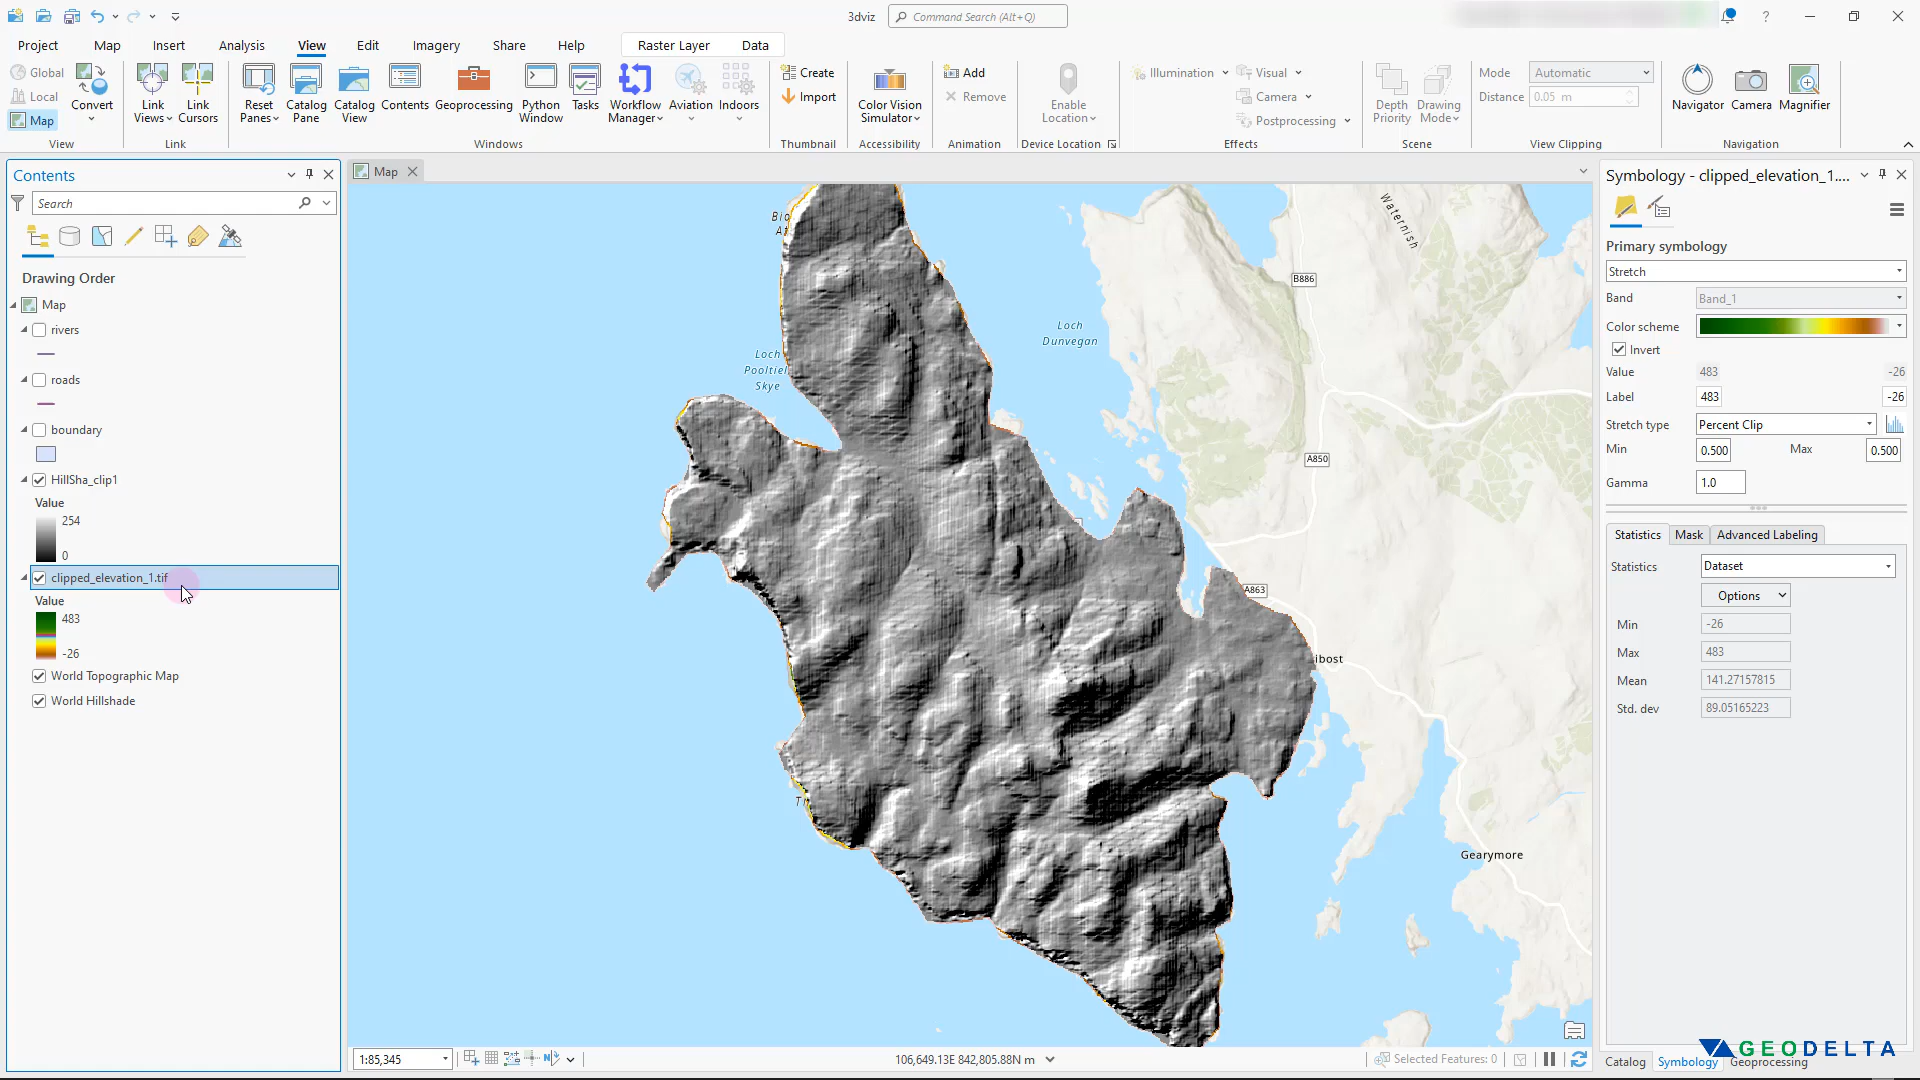 3dviz
Command Search (Alt+Q)
?
Project
Map
Insert
Analysis
View
Edit
Imagery
Share
Help
Raster Layer
Data
Global
Local
Map
Convert
View
Link
Views
Link
Cursors
Link
Reset
Panes
Catalog
Pane
Catalog
View
Contents
Geoprocessing
Python
Window
Tasks
Workflow
Manager
Aviation
Indoors
Windows
Create
Import
Thumbnail
Color Vision
Simulator
Accessibility
Add
Remove
Animation
Enable
Location
Device Location
Illumination
Visual
Camera
Postprocessing
Effects
Depth
Priority
Drawing
Mode
Scene
Mode
Automatic
Distance
0.05 m
View Clipping
Navigator
Camera
Magnifier
Navigation
Contents
Search
Drawing Order
Map
rivers
roads
boundary
HillSha_clip1
Value
254
0
clipped_elevation_1.tif
Value
483
-26
World Topographic Map
World Hillshade
Map
Waternish
B886
Loch
Dunvegan
Loch
Pooltiel
Skye
A850
A863
ibost
Gearymore
1:85,345
106,649.13E 842,805.88N m
Selected Features: 0
Symbology - clipped_elevation_1....
Primary symbology
Stretch
Band
Band_1
Color scheme
Invert
Value
483
-26
Label
483
-26
Stretch type
Percent Clip
Min
0.500
Max
0.500
Gamma
1.0
Statistics
Mask
Advanced Labeling
Statistics
Dataset
Options
Min
-26
Max
483
Mean
141.27157815
Std. dev
89.05165223
GEODELTA
Catalog
Symbology
Geoprocessing